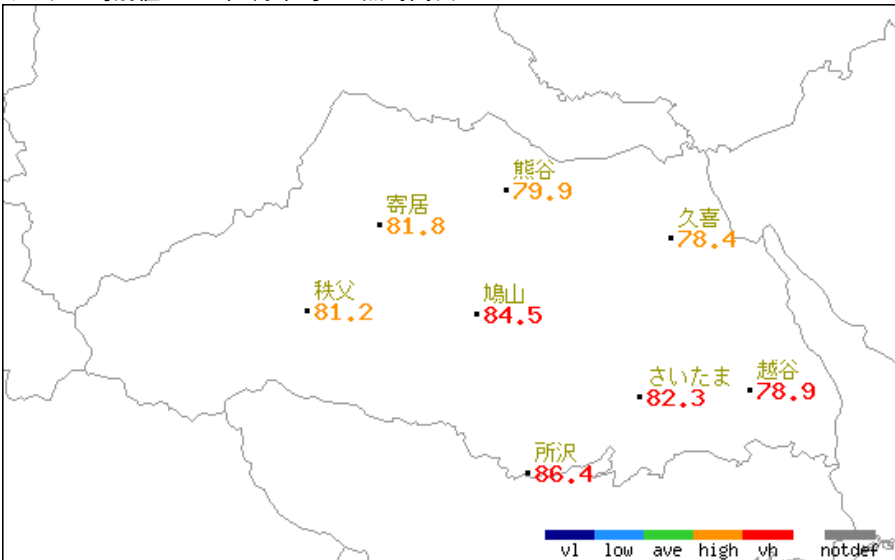 熊谷
79.9
寄居
81.8
久喜
78.4
秩父
81.2
鳩山
84.5
さいたま
82.3
越谷
78.9
所沢
86.4
vl low ave high vh notder